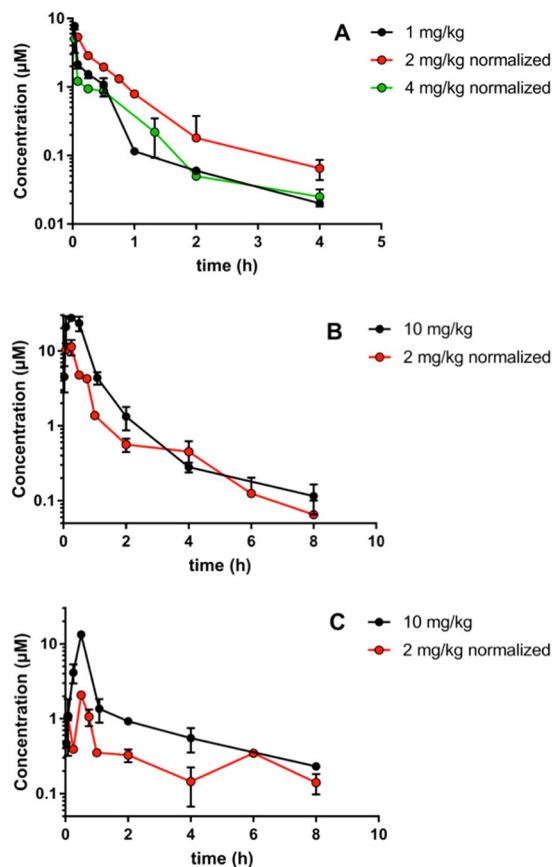 A
1 mg/kg
2 mg/kg normalized
4 mg/kg normalized
Concentration (µM)
10
1
0.1
0.01
0 1 2 3 4 5
time (h)
B
10 mg/kg
2 mg/kg normalized
Concentration (µM)
10
1
0.1
0 2 4 6 8 10
time (h)
C
10 mg/kg
2 mg/kg normalized
Concentration (µM)
10
1
0.1
0 2 4 6 8 10
time (h)